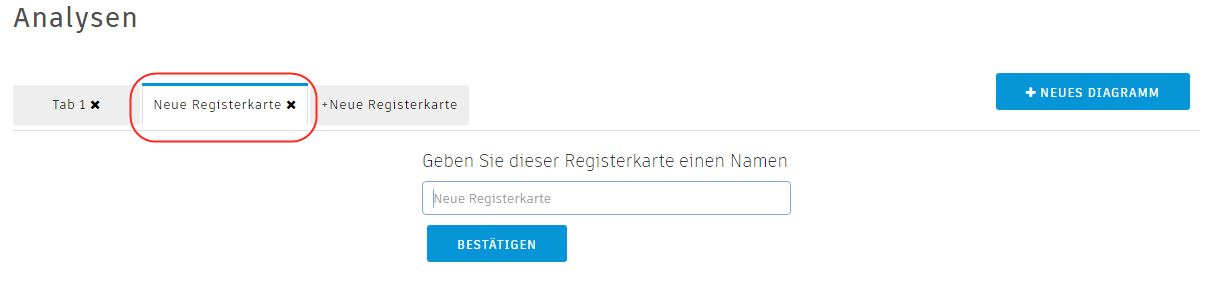 Analysen
Tab 1 ✖ Neue Registerkarte ✖ +Neue Registerkarte
✚ NEUES DIAGRAMM
Geben Sie dieser Registerkarte einen Namen
Neue Registerkarte
BESTÄTIGEN